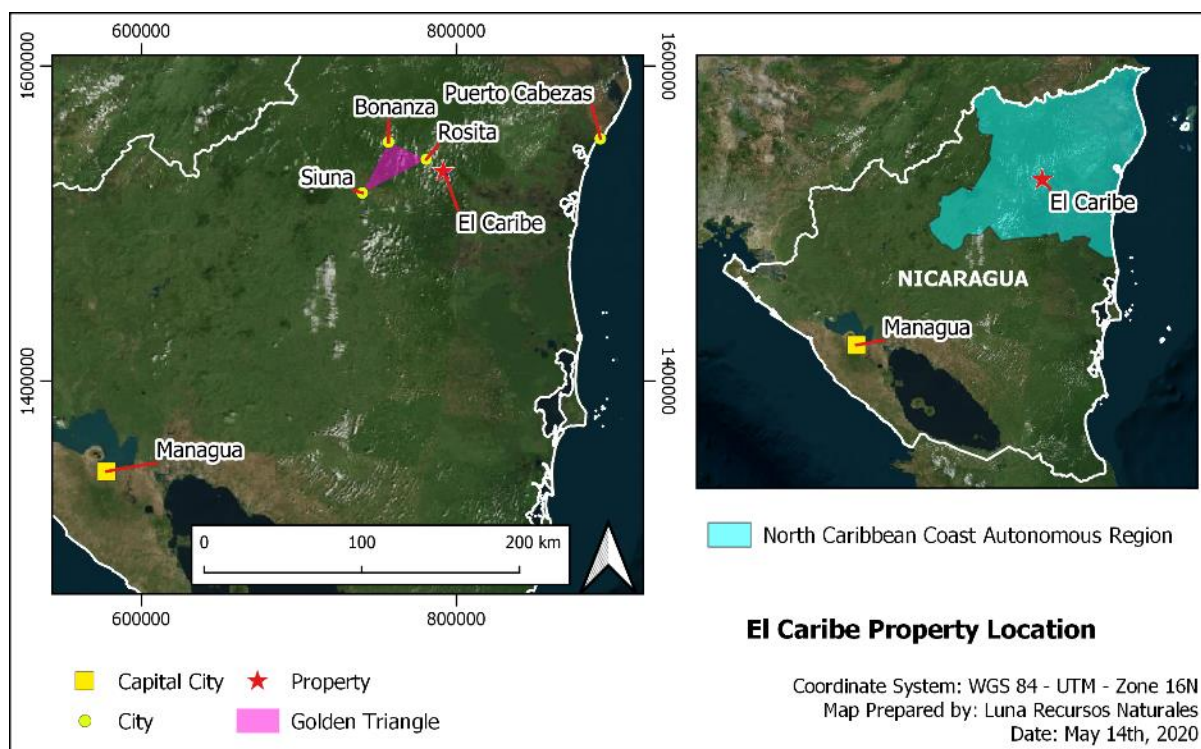 600000
800000
1600000
1600000
Puerto Cabezas
Bonanza
Rosita
Siuna
El Caribe
El Caribe
NICARAGUA
Managua
1400000
1400000
Managua
0
100
200 km
600000
800000
North Caribbean Coast Autonomous Region
El Caribe Property Location
Capital City
Property
City
Golden Triangle
Coordinate System: WGS 84 - UTM - Zone 16N
Map Prepared by: Luna Recursos Naturales
Date: May 14th, 2020